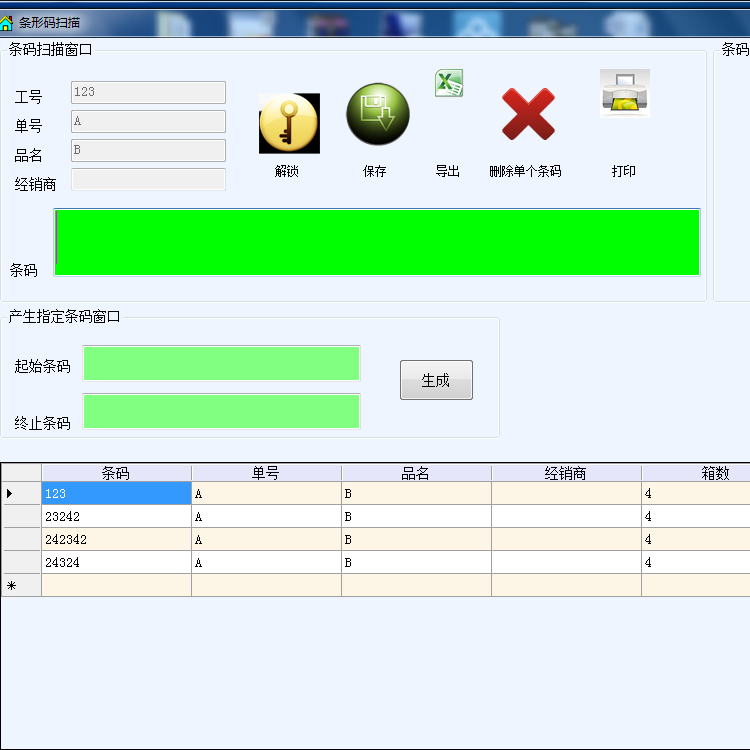 条形码扫描
条码扫描窗口
条码
工号 123
单号 A
品名 B
经销商
解锁 保存 导出 删除单个条码 打印
条码
产生指定条码窗口
起始条码
生成
终止条码
条码 单号 品名 经销商 箱数
123 A B 4
23242 A B 4
242342 A B 4
24324 A B 4